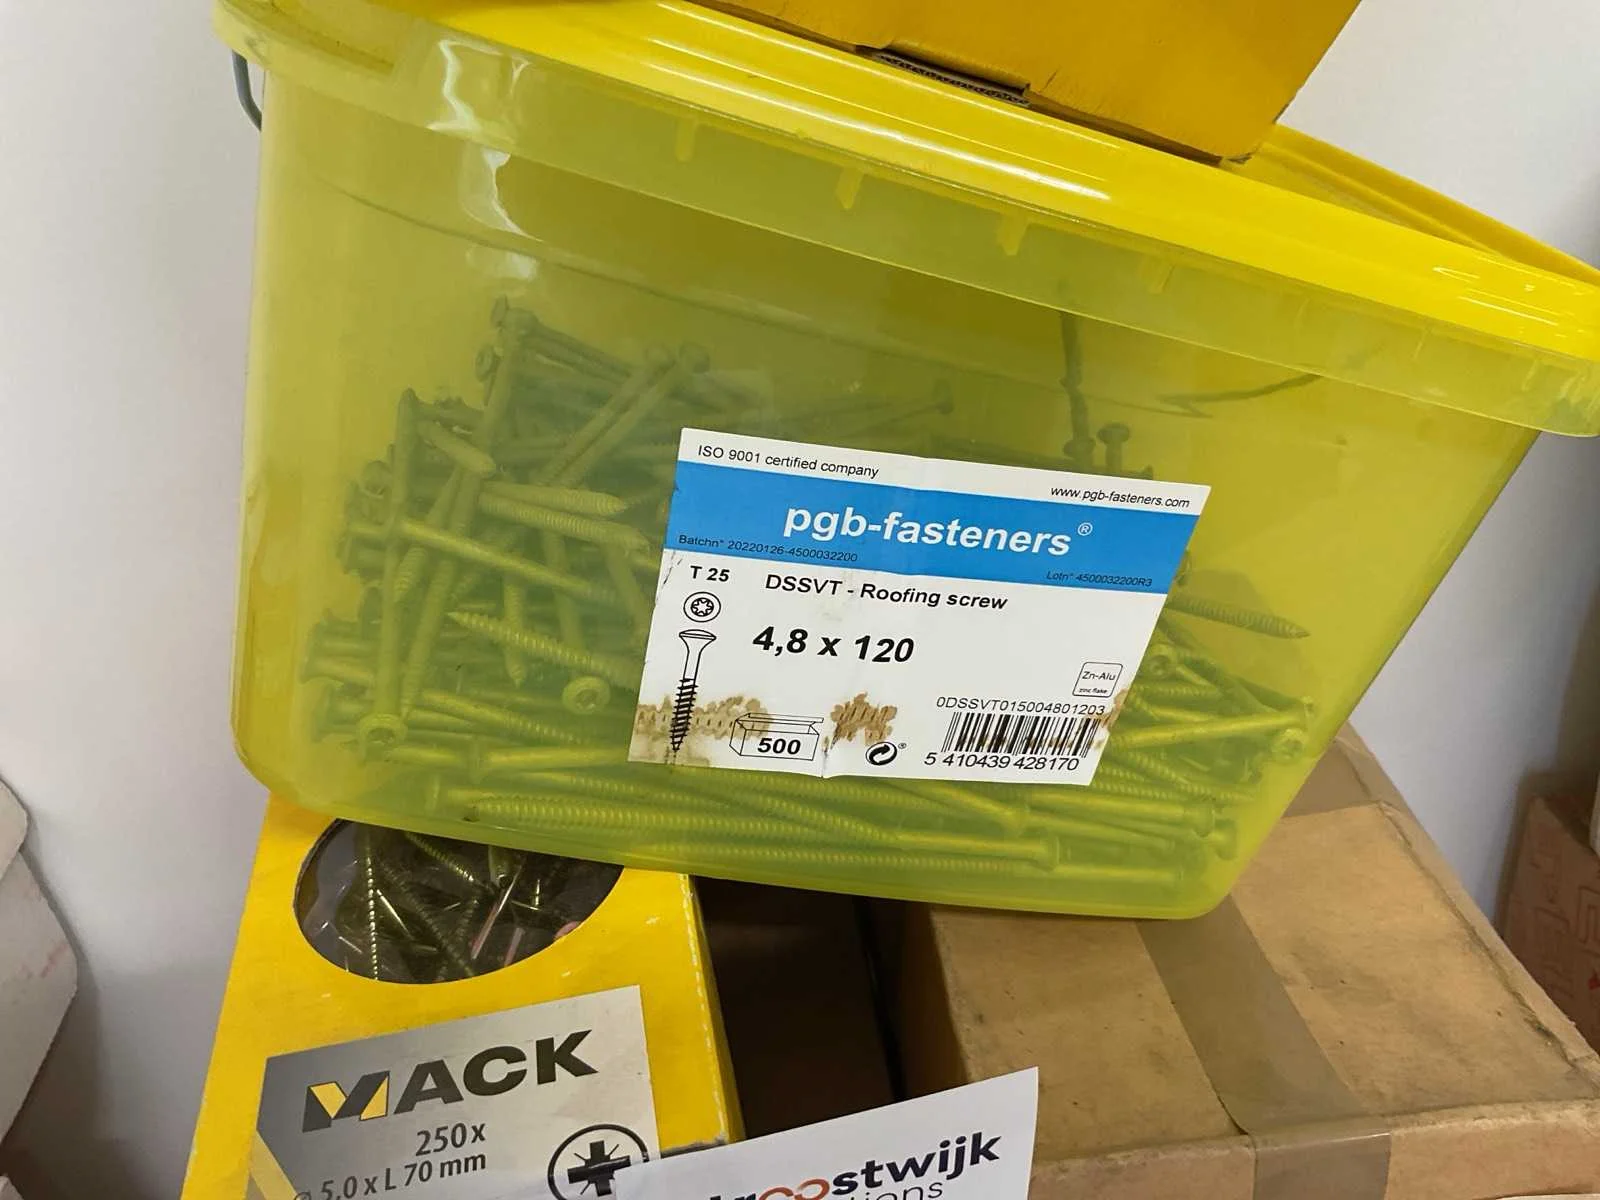 ISO 9001 certified company
www.pgb-fasteners.com
pgb-fasteners®
Batchn° 20220126-4500032200
Lotn° 4500032200R3
T 25
DSSVT - Roofing screw
4,8 x 120
Zn-Alu
zinc flake
500
0DSSVT015004801203
5 410439 428170
MACK
250x
5,0 x L 70 mm
oostwijk